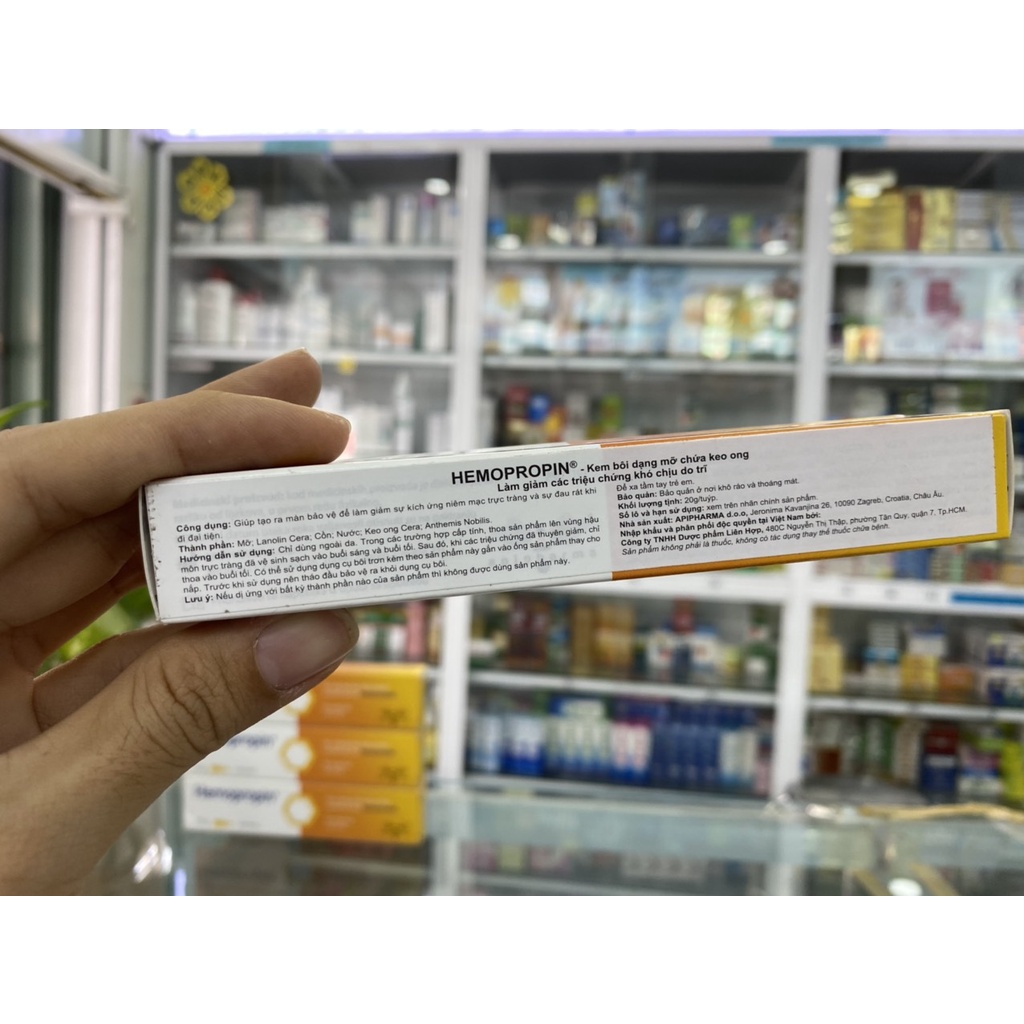 HEMOPROPIN® - Kem bôi dạng mỡ chứa keo ong
Làm giảm các triệu chứng khó chịu do trĩ
Công dụng: Giúp tạo ra màn bảo vệ để làm giảm sự kích ứng niêm mạc trực tràng và sự đau rát khi
đi đại tiện.
Thành phần: Mỡ; Lanolin Cera; Cồn; Nước; Keo ong Cera; Anthemis Nobilis.
Hướng dẫn sử dụng: Chỉ dùng ngoài da. Trong các trường hợp cấp tính, thoa sản phẩm lên vùng hậu
môn trực tràng đã vệ sinh sạch vào buổi sáng và buổi tối. Sau đó, khi các triệu chứng đã thuyên giảm, chỉ
thoa vào buổi tối. Có thể sử dụng dụng cụ bôi trơn kèm theo sản phẩm này gắn vào ống sản phẩm thay cho
nắp. Trước khi sử dụng nên tháo đầu bảo vệ ra khỏi dụng cụ bôi.
Lưu ý: Nếu dị ứng với bất kỳ thành phần nào của sản phẩm thì không được dùng sản phẩm này.
Để xa tầm tay trẻ em.
Bảo quản: Bảo quản ở nơi khô ráo và thoáng mát.
Khối lượng tịnh: 20g/tuýp.
Số lô và hạn sử dụng: xem trên nhãn chính sản phẩm.
Nhà sản xuất: APIPHARMA d.o.o, Jeronima Kavanjina 26, 10090 Zagreb, Croatia, Châu Âu.
Nhập khẩu và phân phối độc quyền tại Việt Nam bởi:
Công ty TNHH Dược phẩm Liên Hợp, 480C Nguyễn Thị Thập, phường Tân Quy, quận 7, Tp.HCM.
Sản phẩm không phải là thuốc, không có tác dụng thay thế thuốc chữa bệnh.
Hemopropin